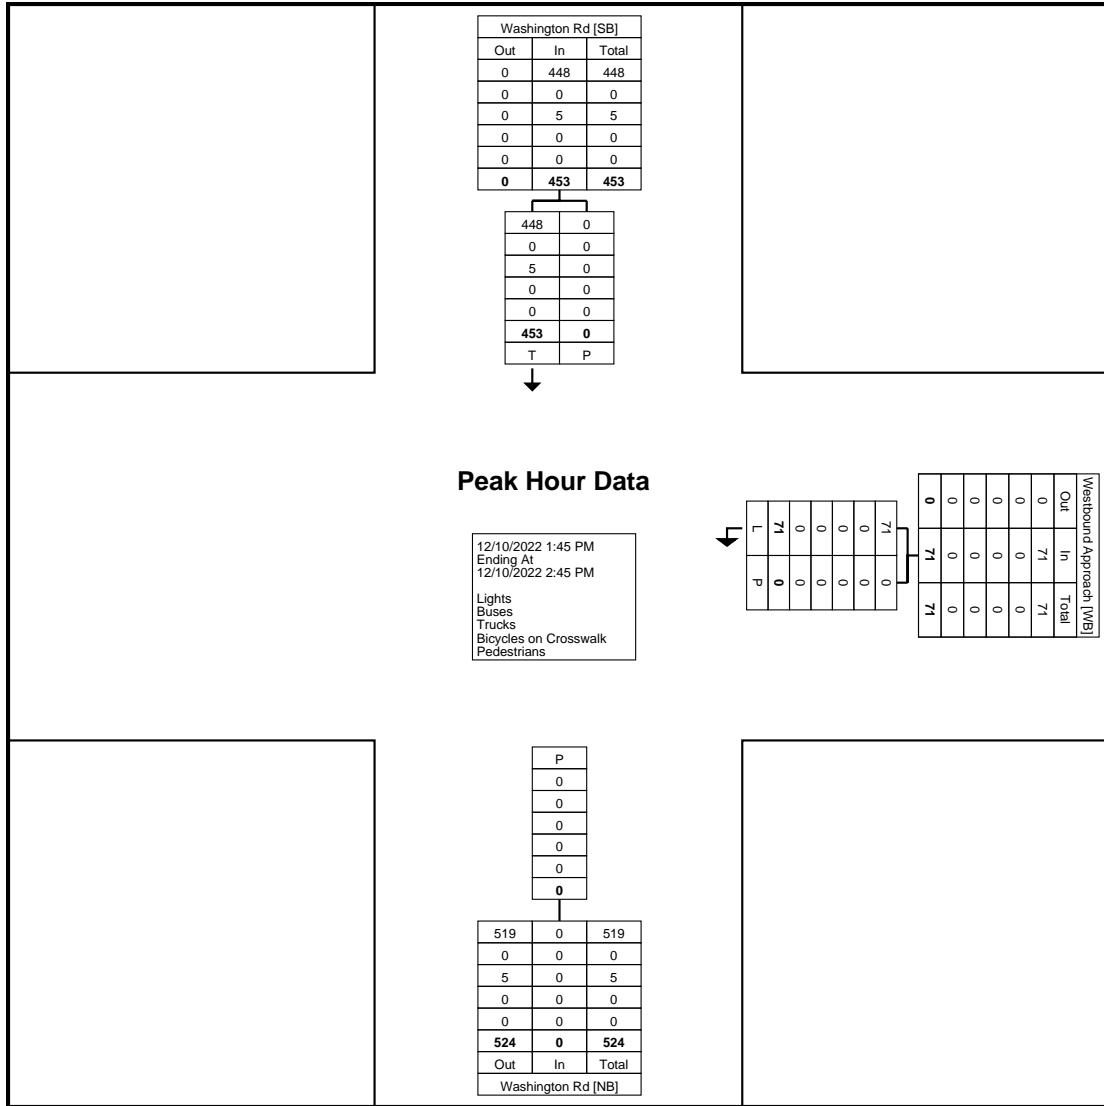 Washington Rd [SB]
Out In Total
0 448 448
0 0 0
0 5 5
0 0 0
0 0 0
0 453 453
448 0
0 0
5 0
0 0
0 0
453 0
T P
Peak Hour Data
12/10/2022 1:45 PM
Ending At
12/10/2022 2:45 PM
Lights
Buses
Trucks
Bicycles on Crosswalk
Pedestrians
Westbound Approach [WB]
Out In Total
0 71 71
0 0 0
0 0 0
0 0 0
0 0 0
0 71 71
71 0
0 0
0 0
0 0
0 0
71 0
L P
P
0
0
0
0
0
0
519 0 519
0 0 0
5 0 5
0 0 0
0 0 0
524 0 524
Out In Total
Washington Rd [NB]